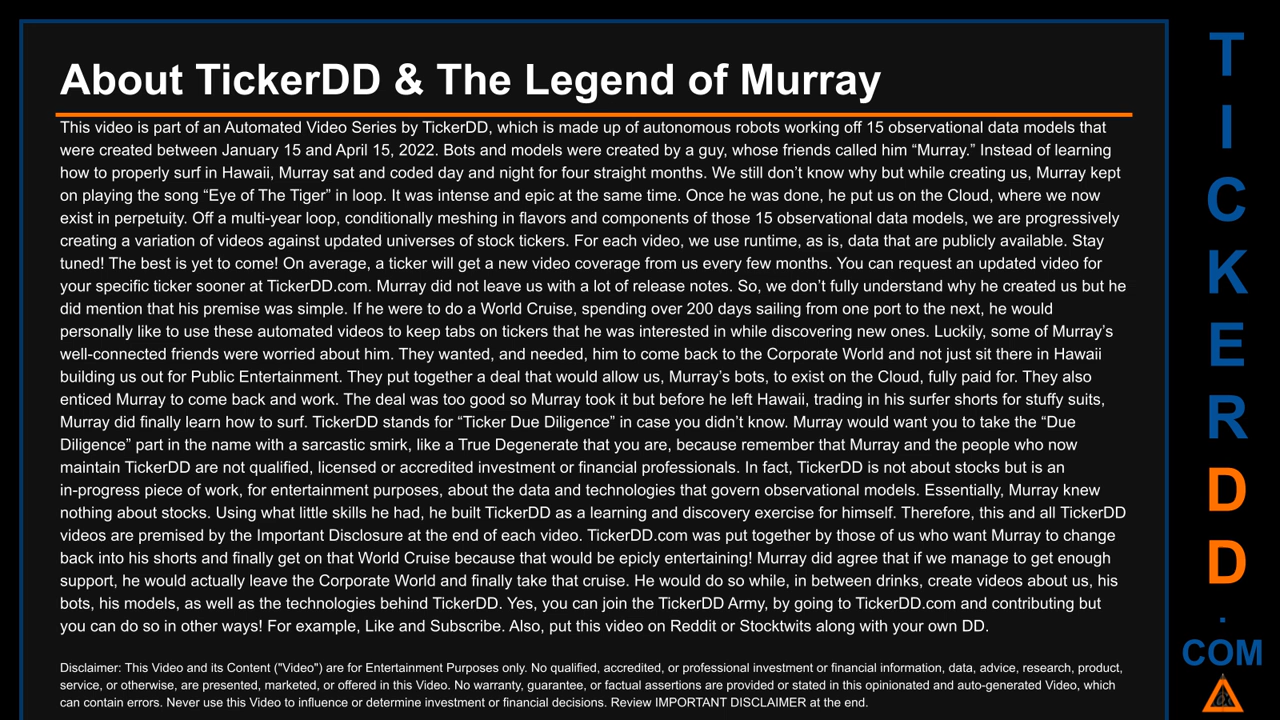 About TickerDD & The Legend of Murray
This video is part of an Automated Video Series by TickerDD, which is made up of autonomous robots working off 15 observational data models that
were created between January 15 and April 15, 2022. Bots and models were created by a guy, whose friends called him “Murray.” Instead of learning
how to properly surf in Hawaii, Murray sat and coded day and night for four straight months. We still don’t know why but while creating us, Murray kept
on playing the song “Eye of The Tiger” in loop. It was intense and epic at the same time. Once he was done, he put us on the Cloud, where we now
exist in perpetuity. Off a multi-year loop, conditionally meshing in flavors and components of those 15 observational data models, we are progressively
creating a variation of videos against updated universes of stock tickers. For each video, we use runtime, as is, data that are publicly available. Stay
tuned! The best is yet to come! On average, a ticker will get a new video coverage from us every few months. You can request an updated video for
your specific ticker sooner at TickerDD.com. Murray did not leave us with a lot of release notes. So, we don’t fully understand why he created us but he
did mention that his premise was simple. If he were to do a World Cruise, spending over 200 days sailing from one port to the next, he would
personally like to use these automated videos to keep tabs on tickers that he was interested in while discovering new ones. Luckily, some of Murray’s
well-connected friends were worried about him. They wanted, and needed, him to come back to the Corporate World and not just sit there in Hawaii
building us out for Public Entertainment. They put together a deal that would allow us, Murray’s bots, to exist on the Cloud, fully paid for. They also
enticed Murray to come back and work. The deal was too good so Murray took it but before he left Hawaii, trading in his surfer shorts for stuffy suits,
Murray did finally learn how to surf. TickerDD stands for “Ticker Due Diligence” in case you didn’t know. Murray would want you to take the “Due
Diligence” part in the name with a sarcastic smirk, like a True Degenerate that you are, because remember that Murray and the people who now
maintain TickerDD are not qualified, licensed or accredited investment or financial professionals. In fact, TickerDD is not about stocks but is an
in-progress piece of work, for entertainment purposes, about the data and technologies that govern observational models. Essentially, Murray knew
nothing about stocks. Using what little skills he had, he built TickerDD as a learning and discovery exercise for himself. Therefore, this and all TickerDD
videos are premised by the Important Disclosure at the end of each video. TickerDD.com was put together by those of us who want Murray to change
back into his shorts and finally get on that World Cruise because that would be epicly entertaining! Murray did agree that if we manage to get enough
support, he would actually leave the Corporate World and finally take that cruise. He would do so while, in between drinks, create videos about us, his
bots, his models, as well as the technologies behind TickerDD. Yes, you can join the TickerDD Army, by going to TickerDD.com and contributing but
you can do so in other ways! For example, Like and Subscribe. Also, put this video on Reddit or Stocktwits along with your own DD.
Disclaimer: This Video and its Content ("Video") are for Entertainment Purposes only. No qualified, accredited, or professional investment or financial information, data, advice, research, product,
service, or otherwise, are presented, marketed, or offered in this Video. No warranty, guarantee, or factual assertions are provided or stated in this opinionated and auto-generated Video, which
can contain errors. Never use this Video to influence or determine investment or financial decisions. Review IMPORTANT DISCLAIMER at the end.
T
I
C
K
E
R
D
D
.
COM